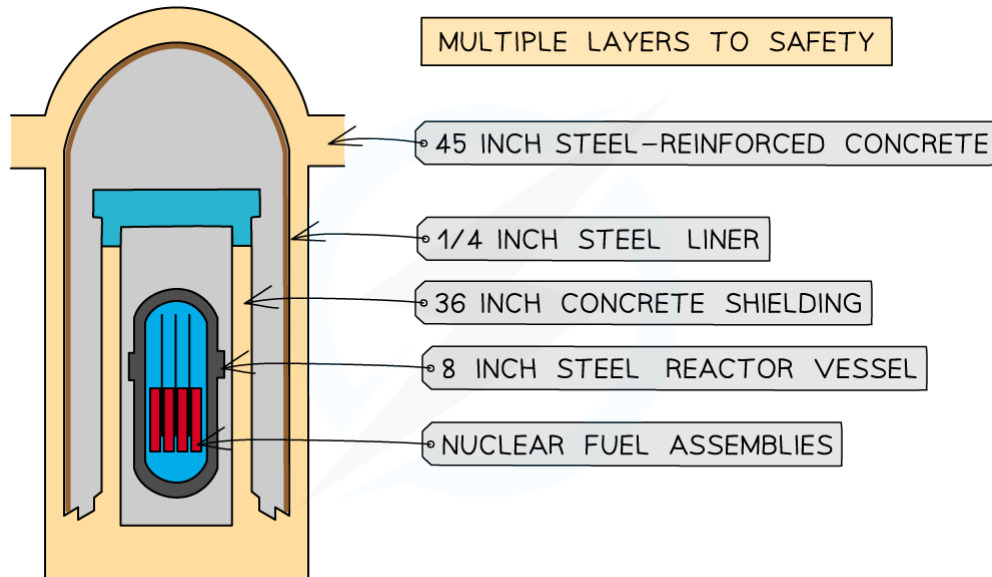 MULTIPLE LAYERS TO SAFETY
45 INCH STEEL-REINFORCED CONCRETE
1/4 INCH STEEL LINER
36 INCH CONCRETE SHIELDING
8 INCH STEEL REACTOR VESSEL
NUCLEAR FUEL ASSEMBLIES